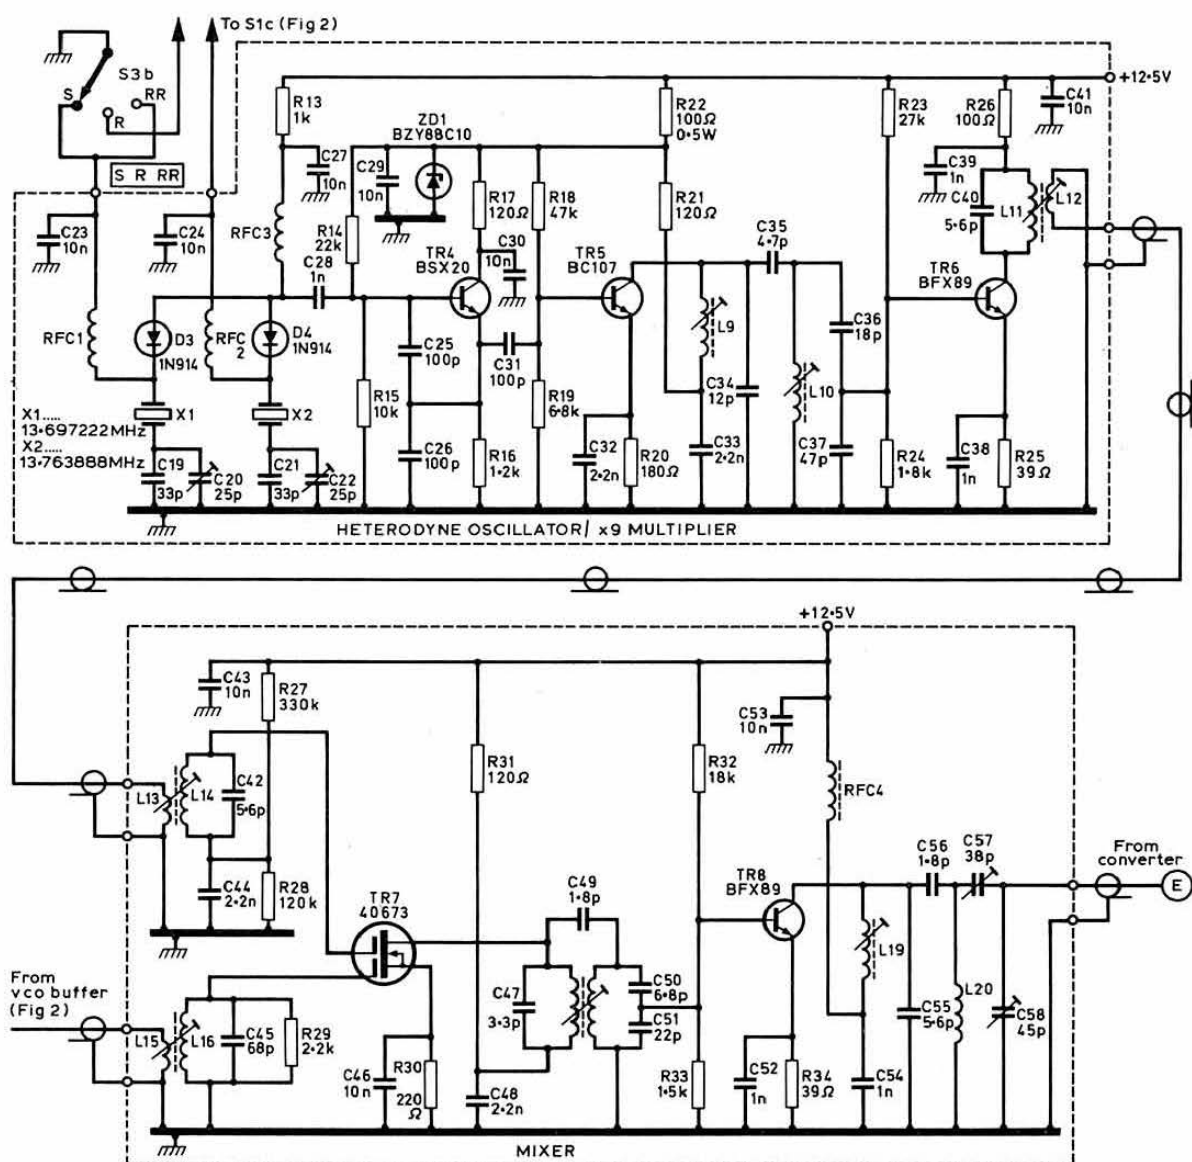 To S1c (Fig 2)
S3b
S
RR
R
S R RR
+12·5V
R13
1k
C27
10n
ZD1
BZY88C10
C29
10n
R17
120Ω
R18
47k
R22
100Ω
0·5W
R21
120Ω
R23
27k
R26
100Ω
C41
10n
C39
1n
C40
5·6p
L11
L12
C23
10n
C24
10n
RFC3
R14
22k
C28
1n
TR4
BSX20
C30
10n
TR5
BC107
C35
4·7p
TR6
BFX89
RFC1
D3
1N914
RFC
2
D4
1N914
C25
100p
C31
100p
L9
C36
18p
X1
X2
R15
10k
R19
6·8k
C34
12p
L10
X1.....
13·697222MHz
X2.....
13·763888MHz
C19
33p
C20
25p
C21
33p
C22
25p
C26
100p
R16
1·2k
C32
2·2n
R20
180Ω
C33
2·2n
C37
47p
R24
1·8k
C38
1n
R25
39Ω
HETERODYNE OSCILLATOR/ x9 MULTIPLIER
+12·5V
C43
10n
R27
330k
R31
120Ω
R32
18k
C53
10n
RFC4
L13
L14
C42
5·6p
C44
2·2n
R28
120k
TR7
40673
C49
1·8p
TR8
BFX89
C56
1·8p
C57
38p
From
converter
E
From
vco buffer
(Fig 2)
L15
L16
C45
68p
R29
2·2k
C46
10n
R30
220
Ω
C47
3·3p
C48
2·2n
C50
6·8p
C51
22p
R33
1·5k
C52
1n
R34
39Ω
L19
C54
1n
C55
5·6p
L20
C58
45p
MIXER